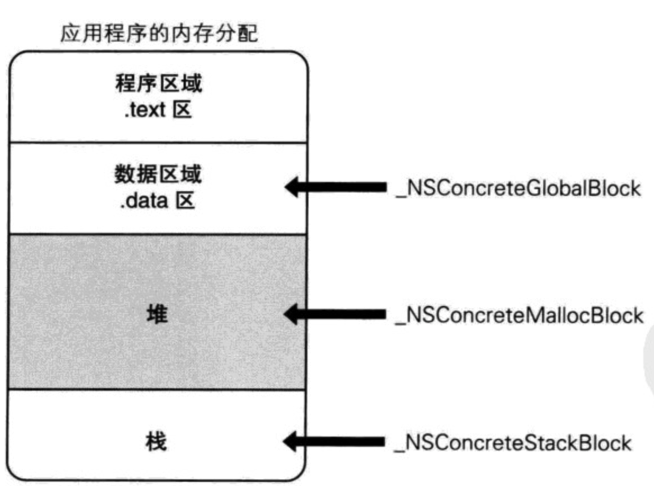 应用程序的内存分配
程序区域
.text 区
数据区域
.data 区
_NSConcreteGlobalBlock
堆
_NSConcreteMallocBlock
栈
_NSConcreteStackBlock